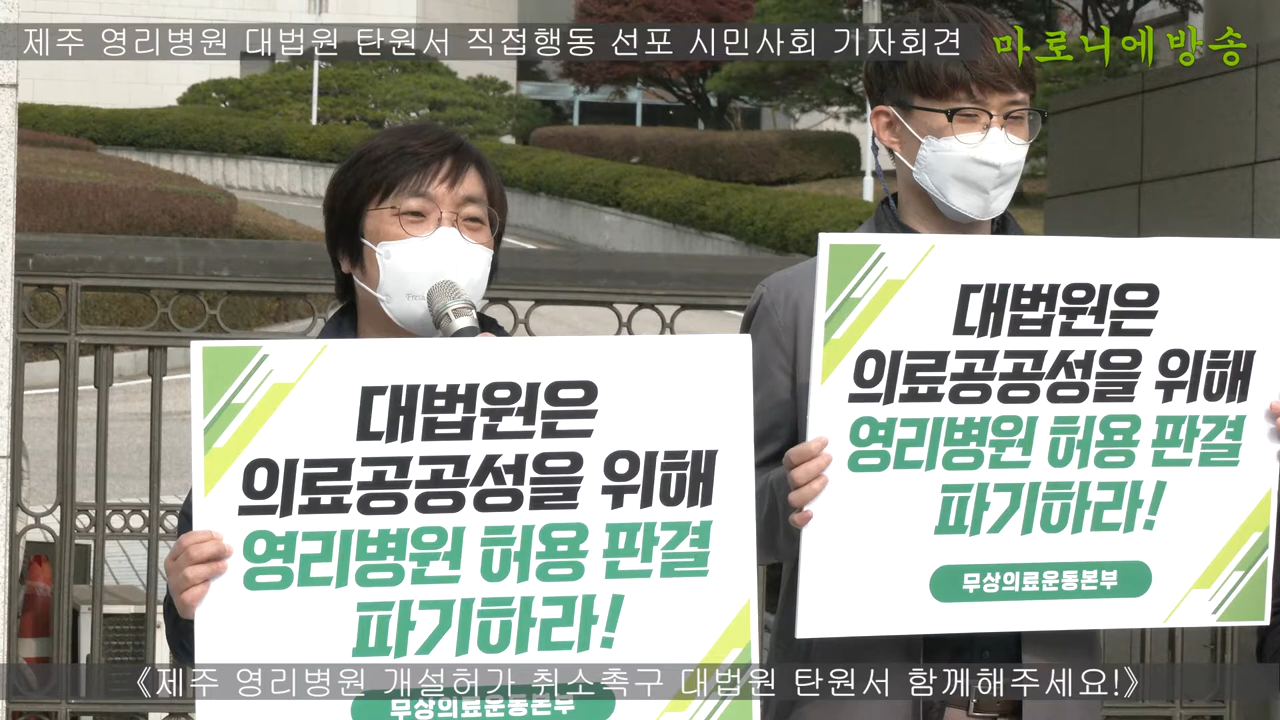 제주 영리병원 대법원 탄원서 직접행동 선포 시민사회 기자회견
마로니에방송
대법원은
의료공공성을 위해
영리병원 허용 판결
파기하라!
무상의료운동본부
대법원은
의료공공성을 위해
영리병원 허용 판결
파기하라!
무상의료운동본부
《제주 영리병원 개설허가 취소촉구 대법원 탄원서 함께해주세요!》